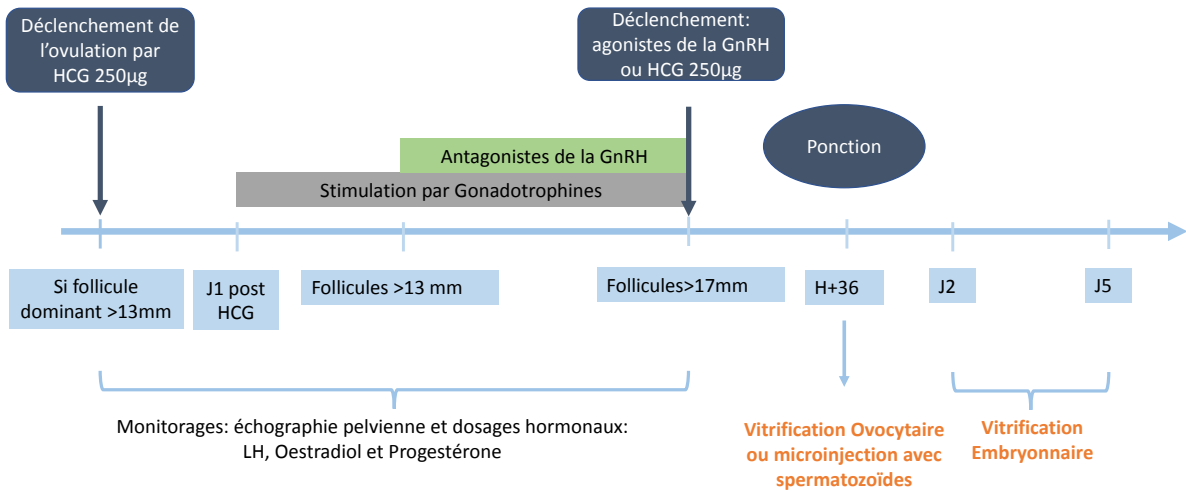 Déclenchement de
l'ovulation par
HCG 250µg
Déclenchement:
agonistes de la GnRH
ou HCG 250µg
Antagonistes de la GnRH
Stimulation par Gonadotrophines
Ponction
Si follicule
dominant >13mm
J1 post
HCG
Follicules >13 mm
Follicules>17mm
H+36
J2
J5
Monitorages: échographie pelvienne et dosages hormonaux:
LH, Oestradiol et Progestérone
Vitrification Ovocytaire
ou microinjection avec
spermatozoïdes
Vitrification
Embryonnaire